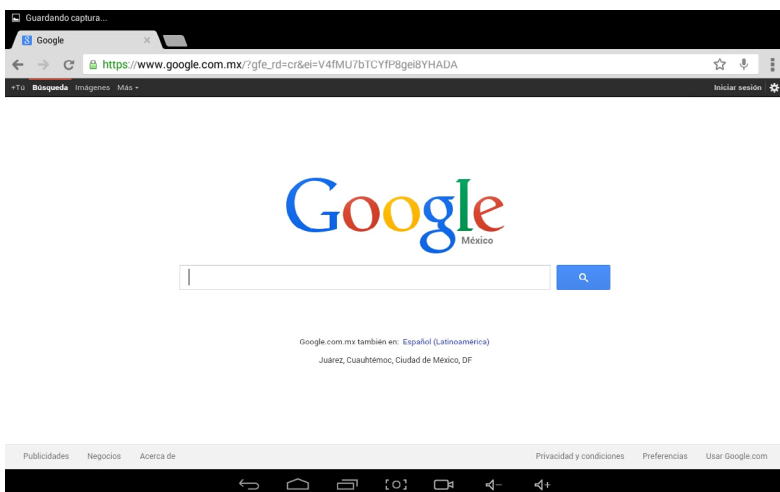 Guardando captura...
Google
https://www.google.com.mx/?gfe_rd=cr&ei=V4fMU7bTCYfP8gei8YHADA
+Tú Búsqueda Imágenes Más
Iniciar sesión
Google
México
Google.com.mx también en: Español (Latinoamérica)
Juárez, Cuauhtémoc, Ciudad de México, DF
Publicidades Negocios Acerca de Privacidad y condiciones Preferencias Usar Google.com